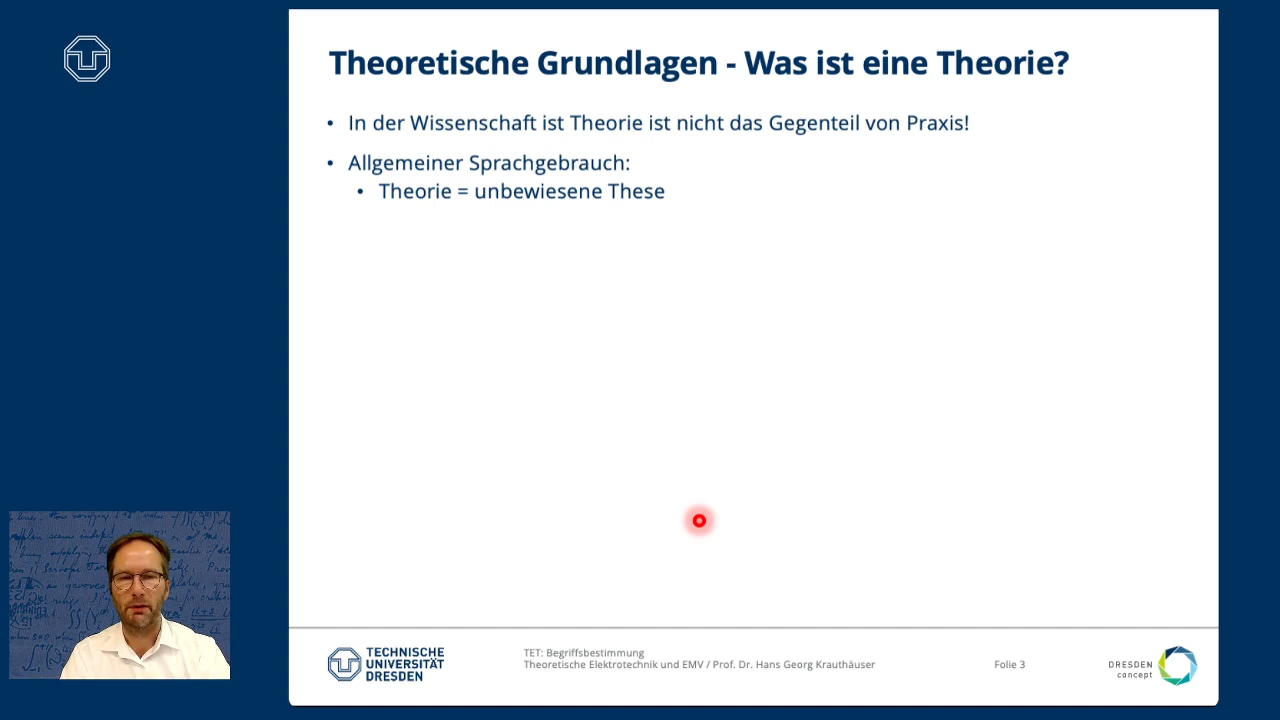 Theoretische Grundlagen - Was ist eine Theorie?
• In der Wissenschaft ist Theorie ist nicht das Gegenteil von Praxis!
• Allgemeiner Sprachgebrauch:
• Theorie = unbewiesene These
TECHNISCHE
UNIVERSITÄT
DRESDEN
TET: Begriffsbestimmung
Theoretische Elektrotechnik und EMV / Prof. Dr. Hans Georg Krauthäuser
Folie 3
DRESDEN
concept